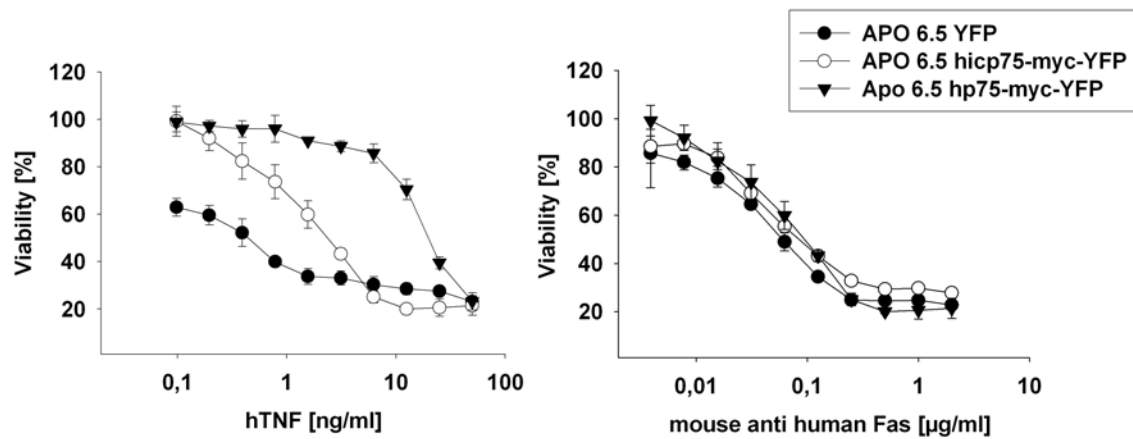 APO 6.5 YFP
APO 6.5 hicp75-myc-YFP
Apo 6.5 hp75-myc-YFP
Viability [%]
120
100
80
60
40
20
0,1 1 10 100
hTNF [ng/ml]
Viability [%]
120
100
80
60
40
20
0,01 0,1 1 10
mouse anti human Fas [µg/ml]